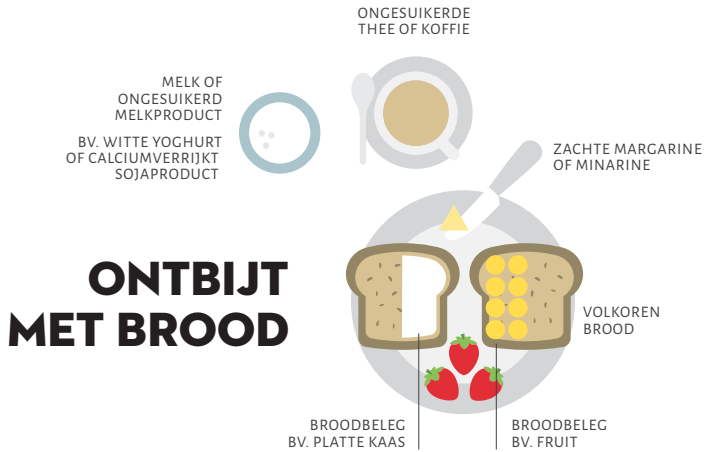 ONGESUIKERDE
THEE OF KOFFIE
MELK OF
ONGESUIKERD
MELKPRODUCT
BV. WITTE YOGHURT
OF CALCIUMVERRIJKT
SOJAPRODUCT
ZACHTE MARGARINE
OF MINARINE
ONTBIJT
MET BROOD
VOLKOREN
BROOD
BROODBELEG
BV. PLATTE KAAS
BROODBELEG
BV. FRUIT